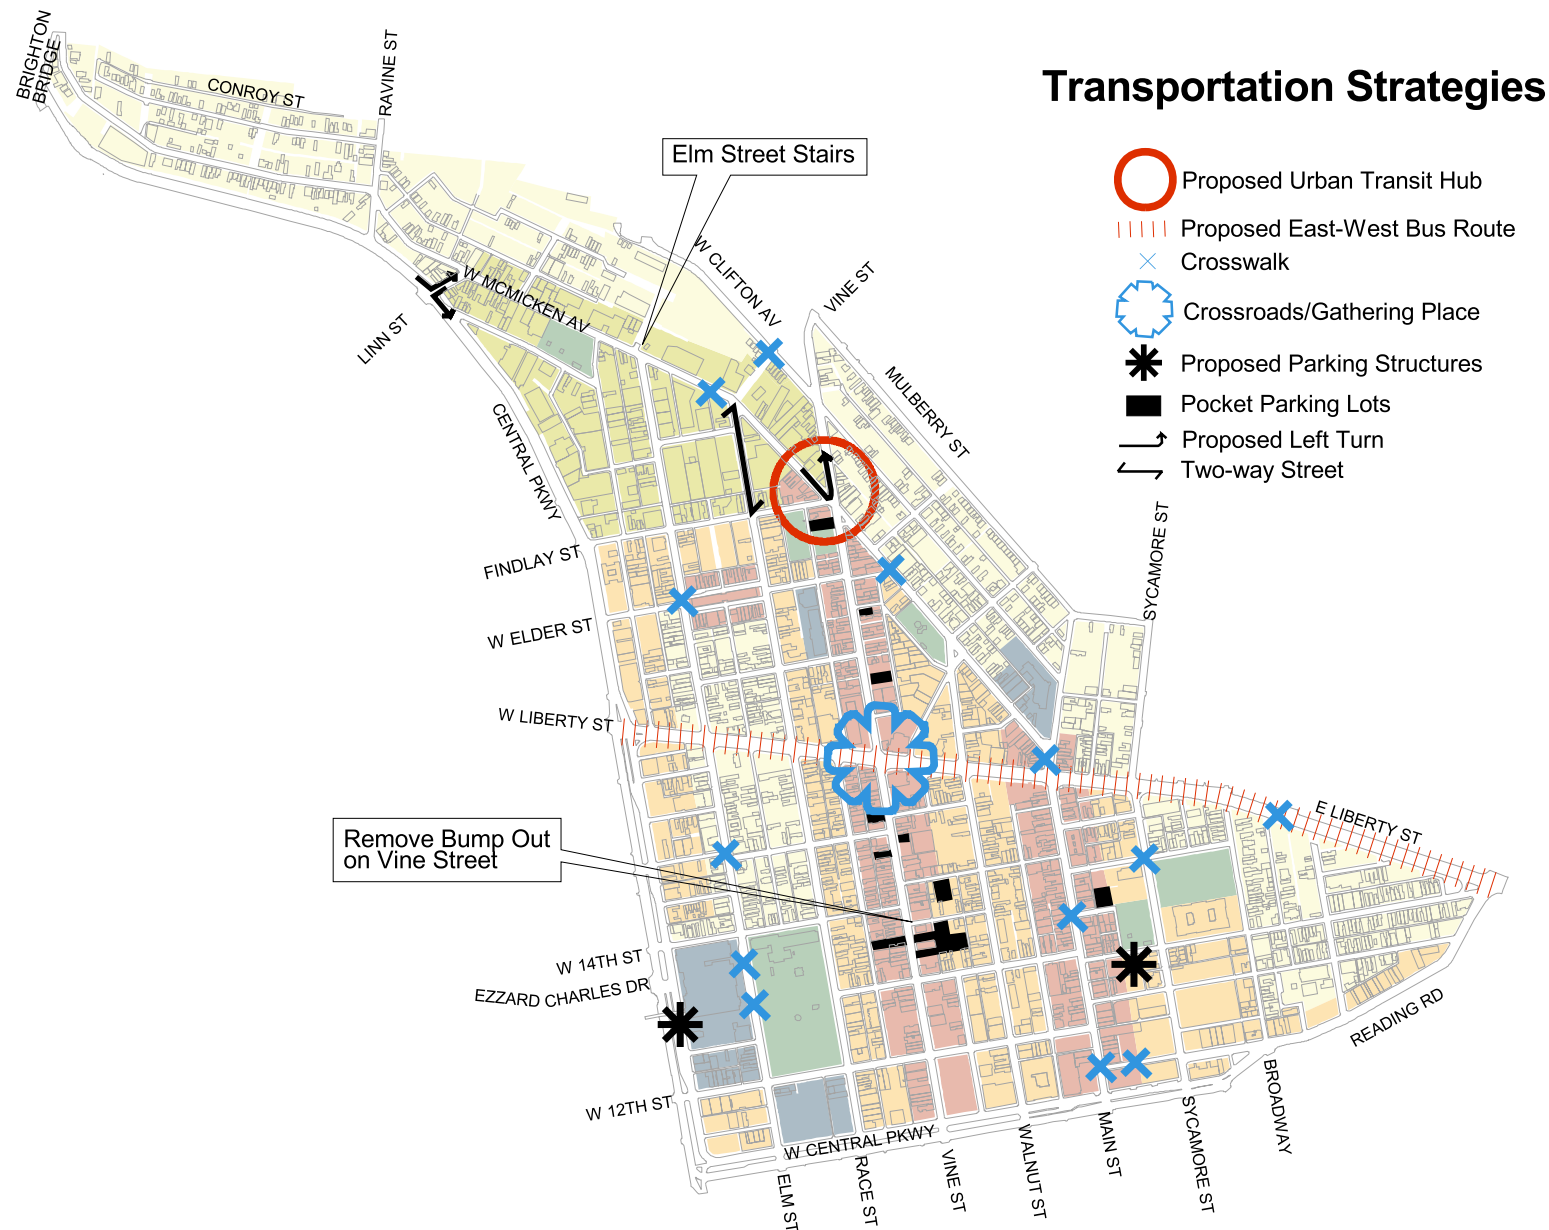 Transportation Strategies
Proposed Urban Transit Hub
Proposed East-West Bus Route
Crosswalk
Crossroads/Gathering Place
Proposed Parking Structures
Pocket Parking Lots
Proposed Left Turn
Two-way Street
BRIGHTON
BRIDGE
CONROY ST
RAVINE ST
Elm Street Stairs
W CLIFTON AV
VINE ST
W MCMICKEN AV
LINN ST
MULBERRY ST
CENTRAL PKWY
SYCAMORE ST
FINDLAY ST
W ELDER ST
W LIBERTY ST
E LIBERTY ST
Remove Bump Out
on Vine Street
W 14TH ST
EZZARD CHARLES DR
READING RD
W 12TH ST
W CENTRAL PKWY
ELM ST
RACE ST
VINE ST
WALNUT ST
MAIN ST
SYCAMORE ST
BROADWAY